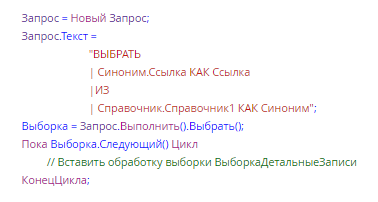 Запрос = Новый Запрос;
Запрос.Текст =
"ВЫБРАТЬ
| Синоним.Ссылка КАК Ссылка
|ИЗ
| Справочник.Справочник1 КАК Синоним";
Выборка = Запрос.Выполнить().Выбрать();
Пока Выборка.Следующий() Цикл
// Вставить обработку выборки ВыборкаДетальныеЗаписи
КонецЦикла;